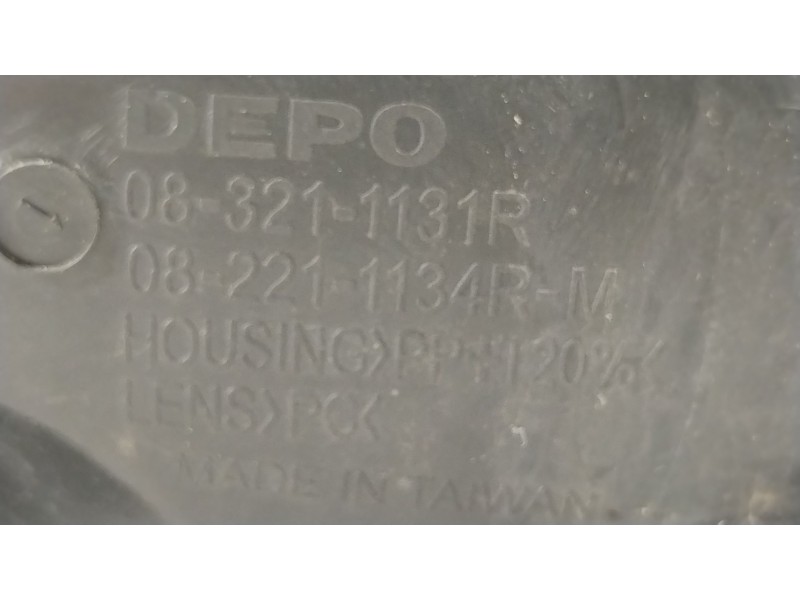 DEPO
08-321-1131R
08-221-1134R-M
HOUSING>PP+T20%<
LENS>PC<
MADE IN TAIWAN